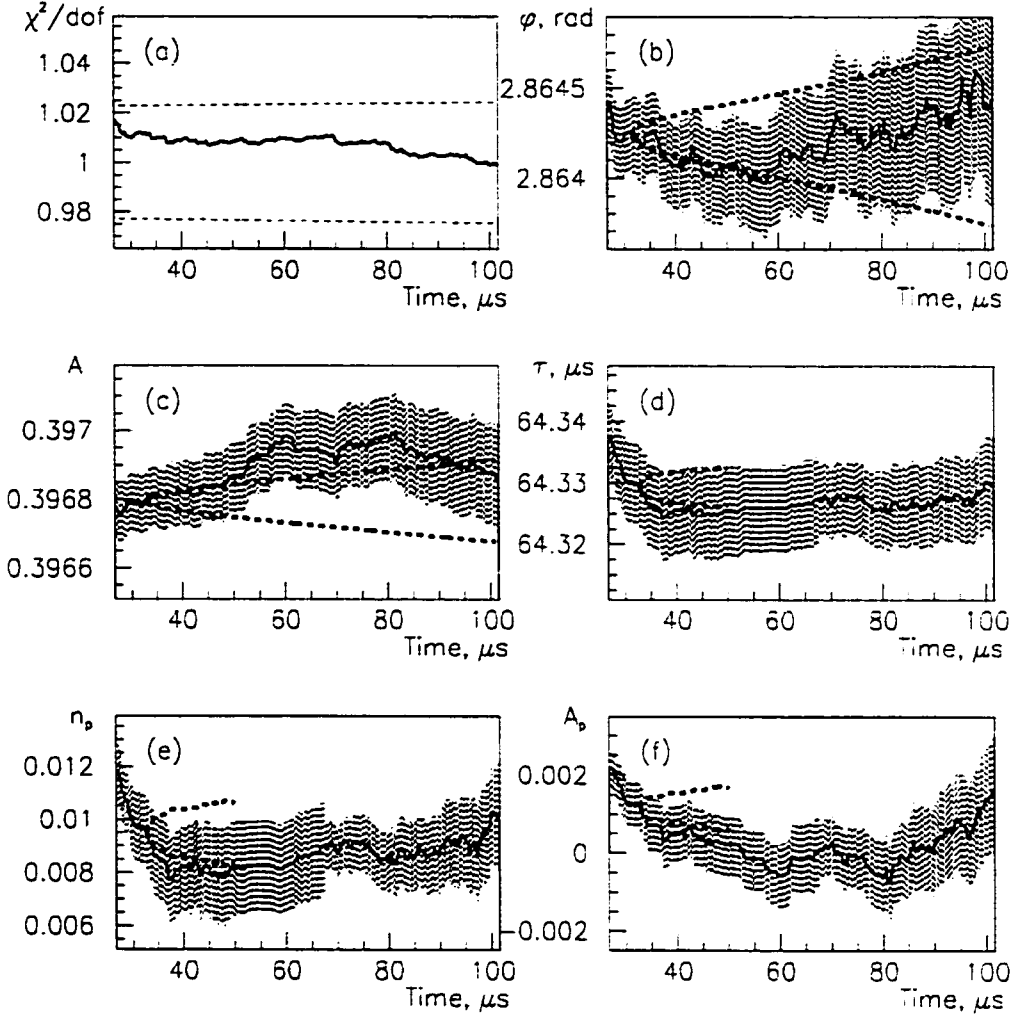 χ²/dof
(a)
1.04
1.02
1
0.98
40 60 80 100
Time, μs
φ, rad
(b)
2.8645
2.864
40 60 80 100
Time, μs
A
(c)
0.397
0.3968
0.3966
40 60 80 100
Time, μs
τ, μs
(d)
64.34
64.33
64.32
40 60 80 100
Time, μs
n_p
(e)
0.012
0.01
0.008
0.006
40 60 80 100
Time, μs
A_p
(f)
0.002
0
-0.002
40 60 80 100
Time, μs